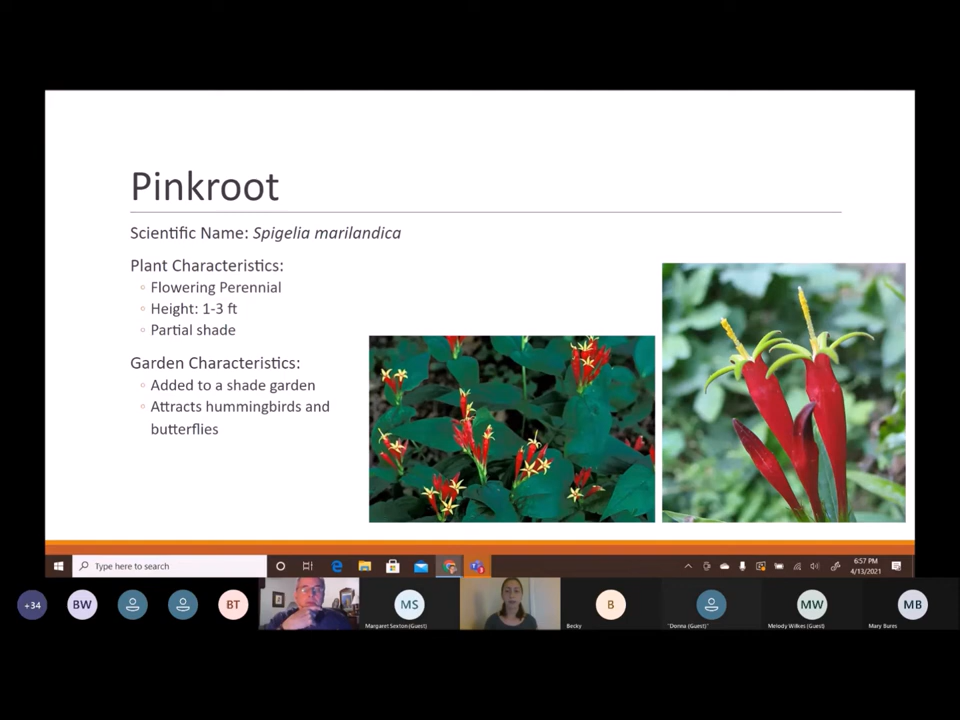 Pinkroot
Scientific Name: Spigelia marilandica
Plant Characteristics:
◦ Flowering Perennial
◦ Height: 1-3 ft
◦ Partial shade
Garden Characteristics:
◦ Added to a shade garden
◦ Attracts hummingbirds and
butterflies
Type here to search
6:57 PM
4/13/2021
+34
BW
BT
MS
Margaret Sexton (Guest)
B
Becky
"Donna (Guest)"
MW
Melody Wilkes (Guest)
MB
Mary Bures